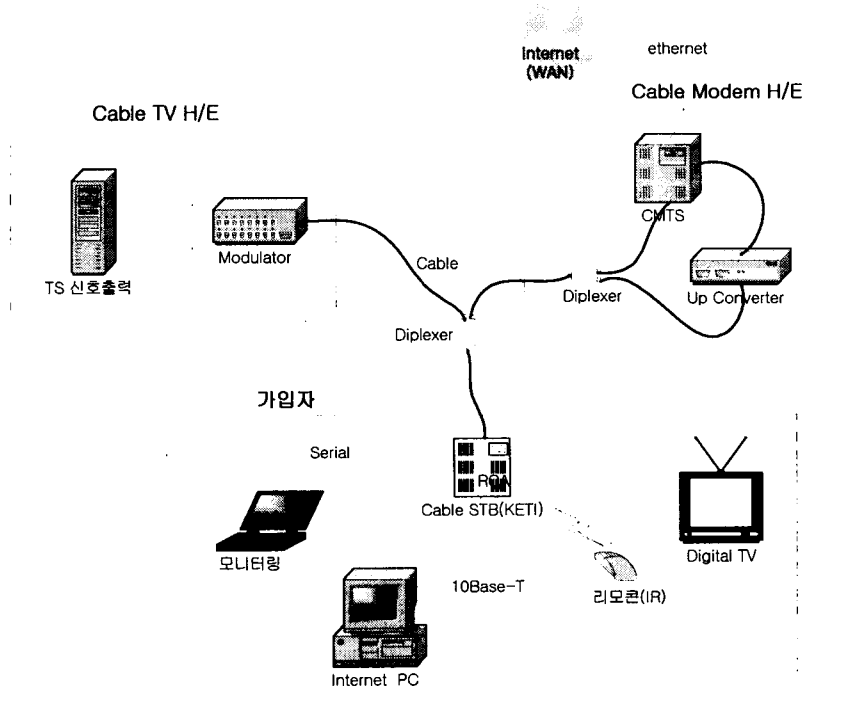 Internet
(WAN)
ethernet
Cable Modem H/E
Cable TV H/E
CMTS
Modulator
Cable
TS 신호출력
Diplexer
Up Converter
Diplexer
가입자
Serial
RCA
Cable STB(KETI)
모니터링
Digital TV
10Base-T
리모콘(IR)
Internet PC